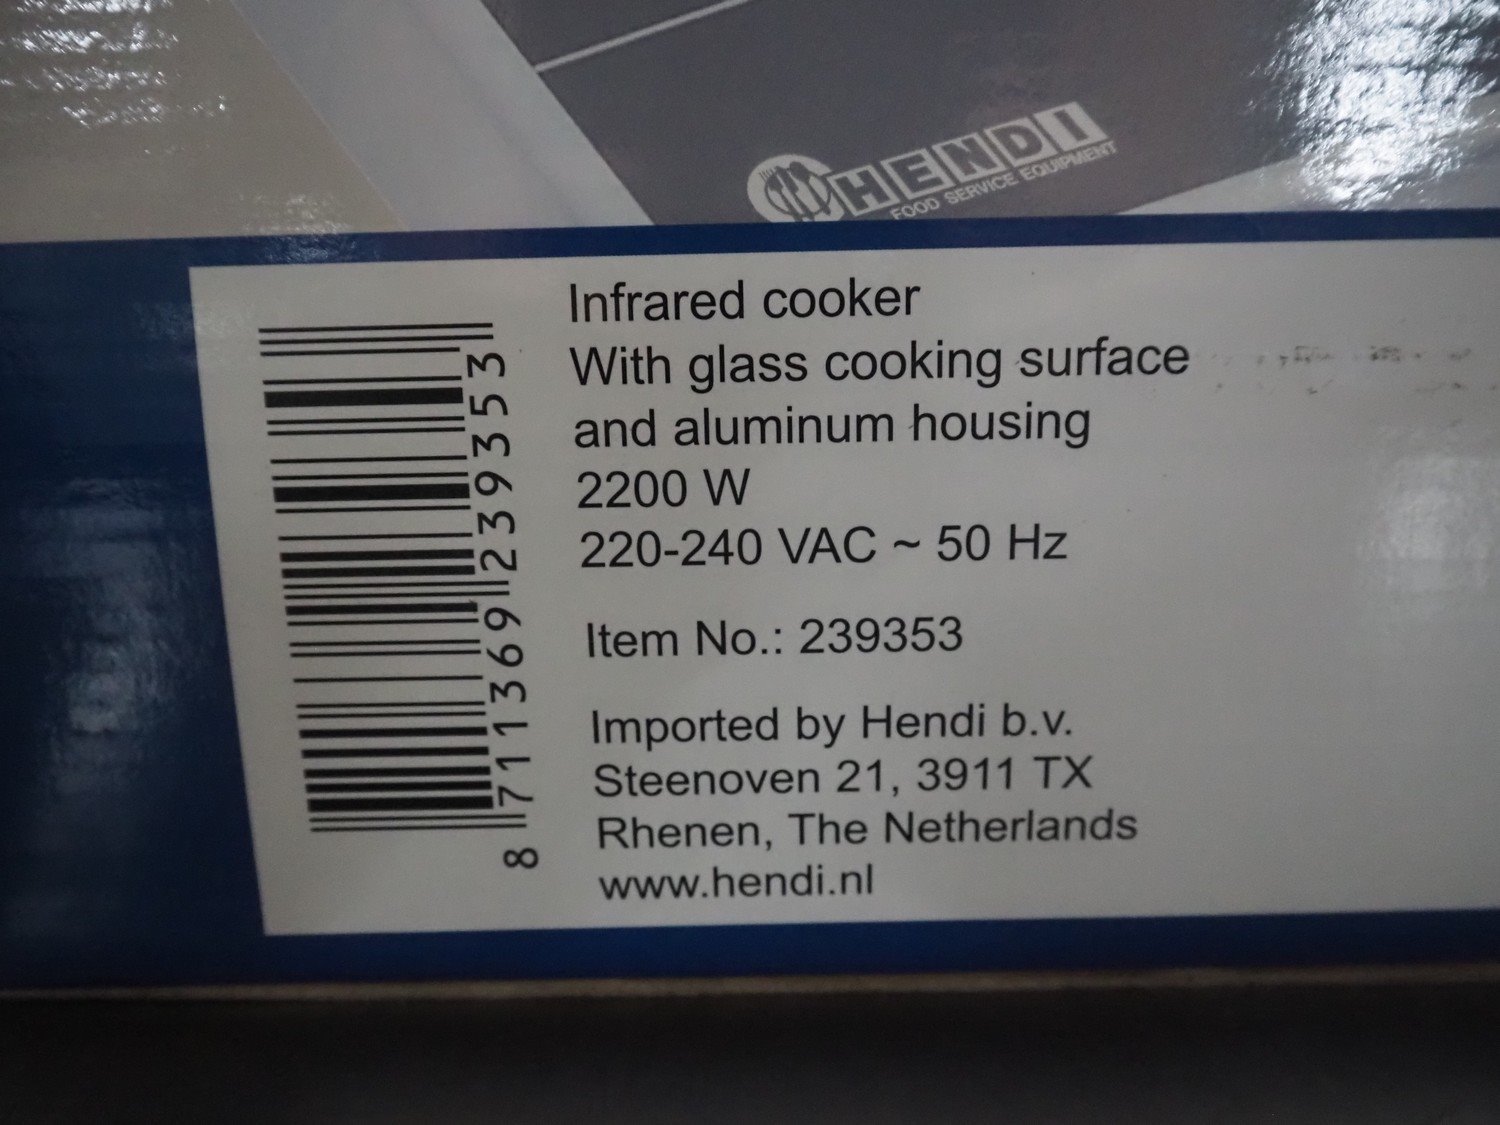 HENDI
FOOD SERVICE EQUIPMENT
Infrared cooker
With glass cooking surface
and aluminum housing
2200 W
220-240 VAC ~ 50 Hz
Item No.: 239353
Imported by Hendi b.v.
Steenoven 21, 3911 TX
Rhenen, The Netherlands
www.hendi.nl
8 711369 239353